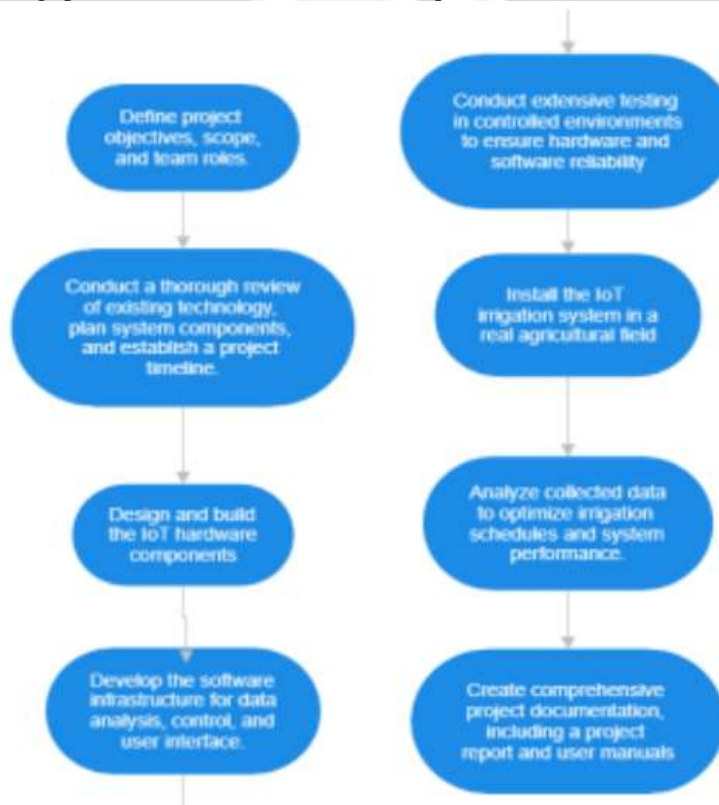 Define project
objectives, scope,
and team roles.
Conduct a thorough review
of existing technology,
plan system components,
and establish a project
timeline.
Design and build
the IoT hardware
components
Develop the software
infrastructure for data
analysis, control, and
user interface.
Conduct extensive testing
in controlled environments
to ensure hardware and
software reliability
Install the IoT
irrigation system in a
real agricultural field
Analyze collected data
to optimize irrigation
schedules and system
performance.
Create comprehensive
project documentation,
including a project
report and user manuals